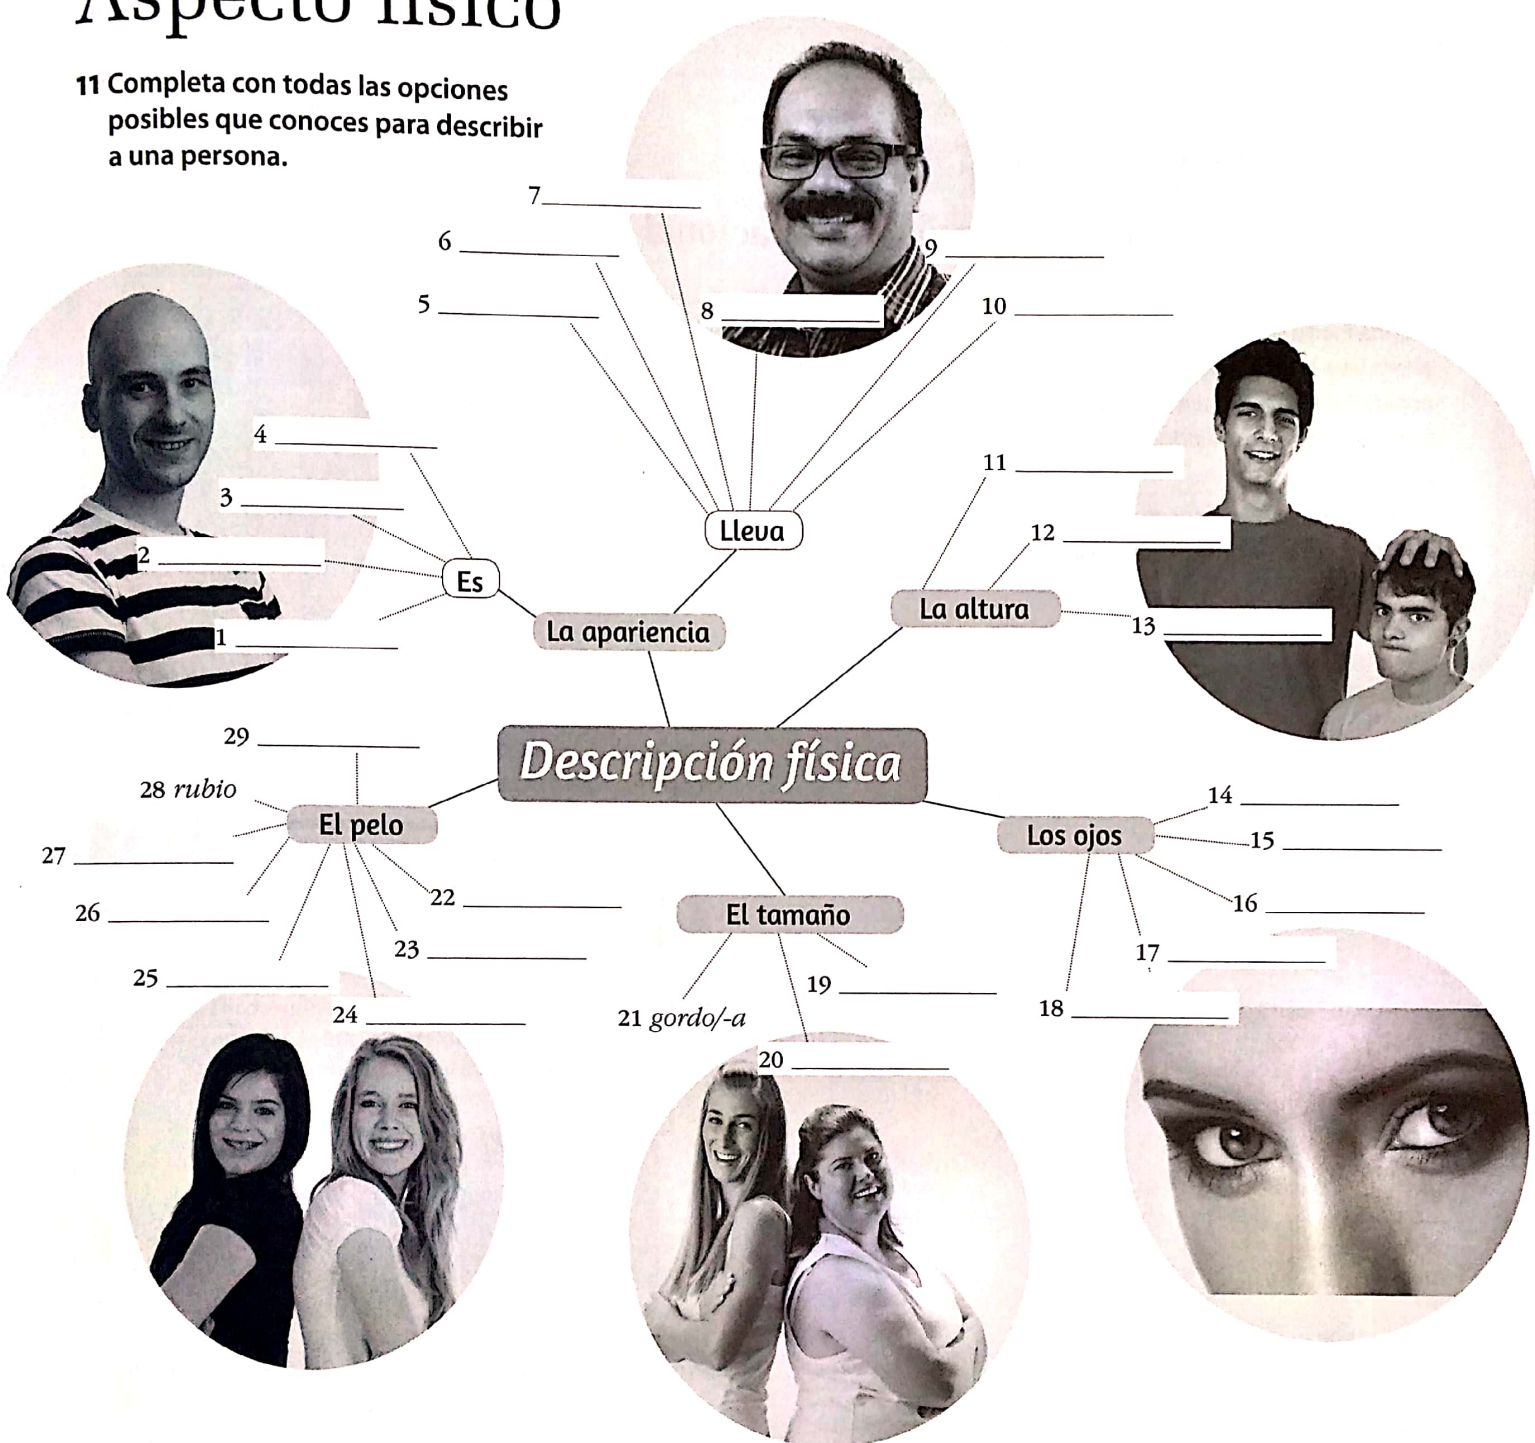 Aspecto físico
11 Completa con todas las opciones
posibles que conoces para describir
a una persona.
7
6
5
8
9
10
4
3
2
1
Es
Lleva
La apariencia
11
12
13
La altura
Descripción física
29
28 rubio
27
26
25
24
23
22
El pelo
El tamaño
21 gordo/-a
20
19
Los ojos
14
15
16
17
18